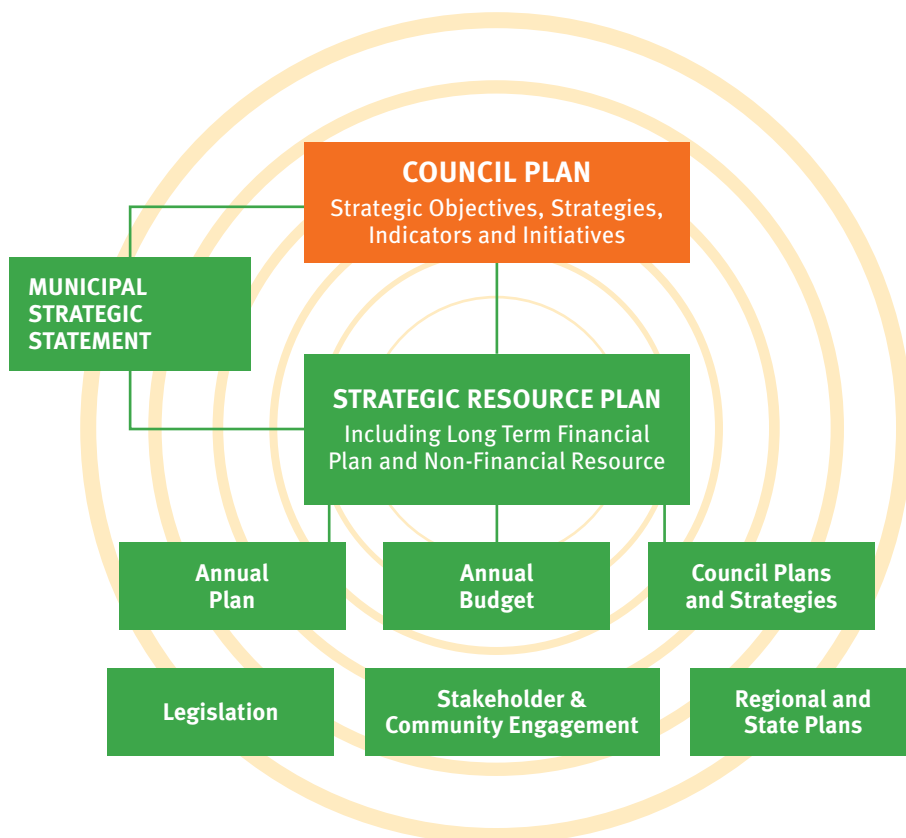 COUNCIL PLAN
Strategic Objectives, Strategies,
Indicators and Initiatives
MUNICIPAL
STRATEGIC
STATEMENT
STRATEGIC RESOURCE PLAN
Including Long Term Financial
Plan and Non-Financial Resource
Annual
Plan
Annual
Budget
Council Plans
and Strategies
Legislation
Stakeholder &
Community Engagement
Regional and
State Plans